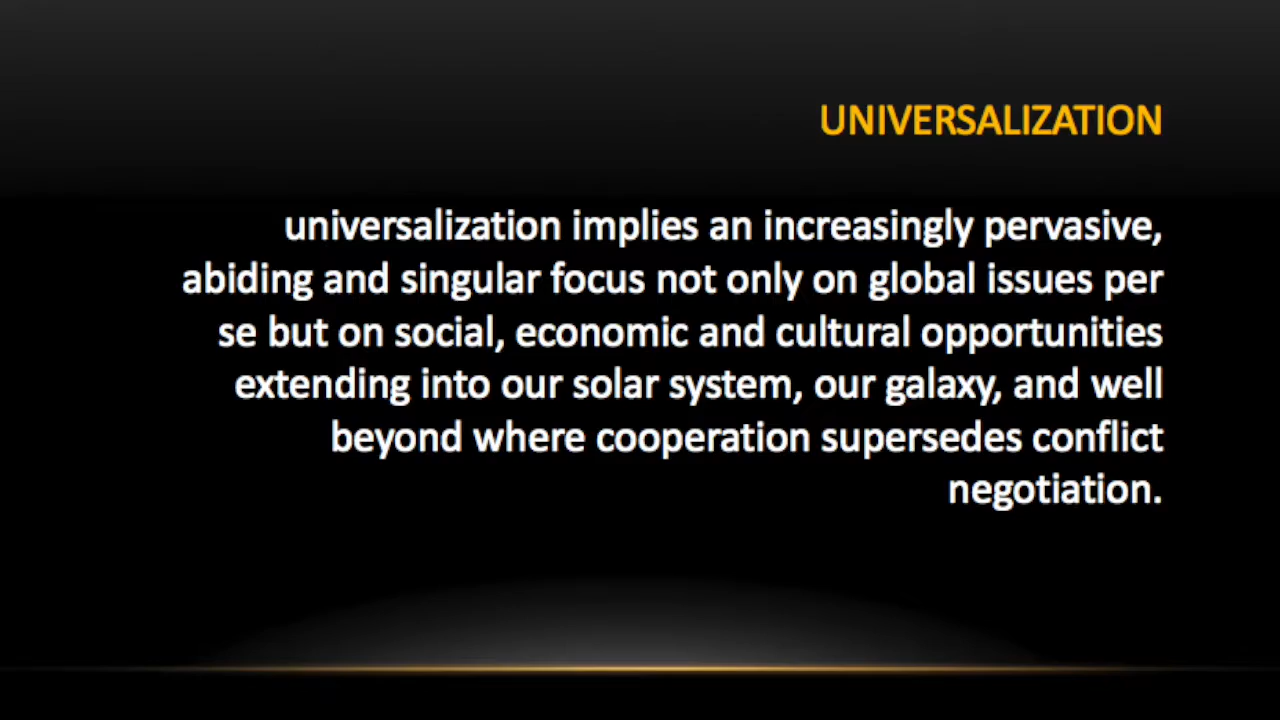 UNIVERSALIZATION
universalization implies an increasingly pervasive,
abiding and singular focus not only on global issues per
se but on social, economic and cultural opportunities
extending into our solar system, our galaxy, and well
beyond where cooperation supersedes conflict
negotiation.